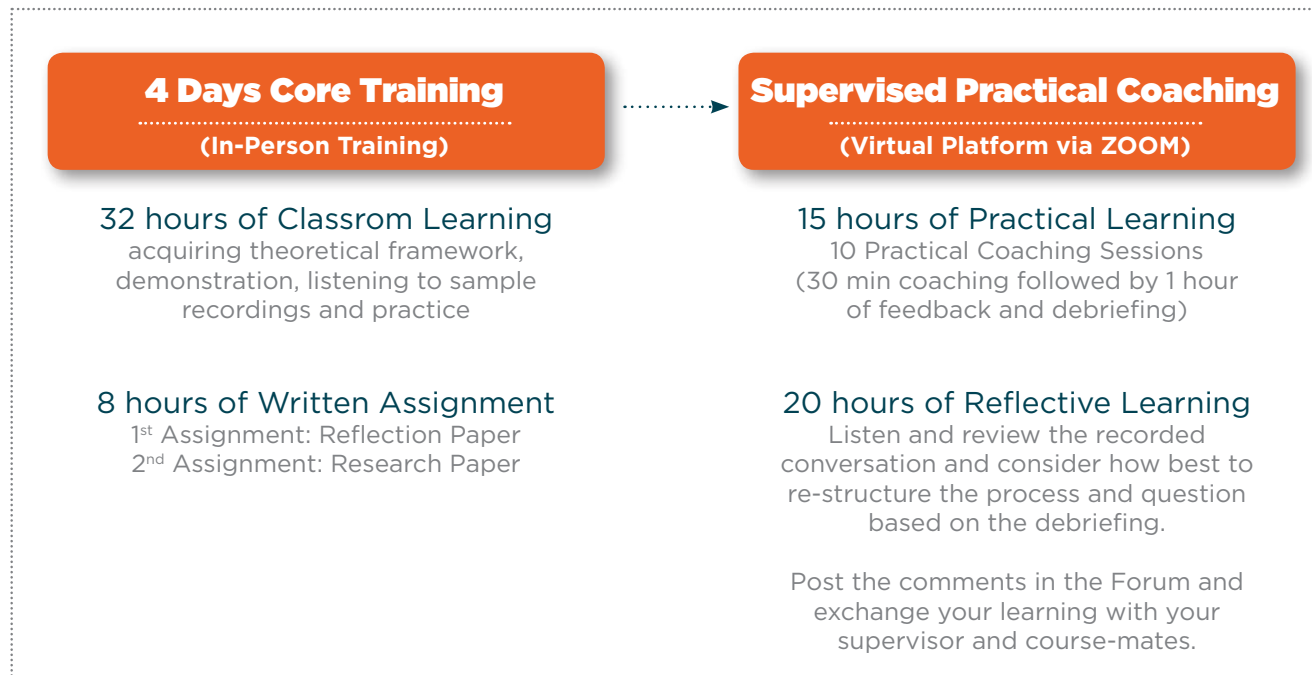 4 Days Core Training
(In-Person Training)
32 hours of Classrom Learning
acquiring theoretical framework,
demonstration, listening to sample
recordings and practice
8 hours of Written Assignment
1st Assignment: Reflection Paper
2nd Assignment: Research Paper
Supervised Practical Coaching
(Virtual Platform via ZOOM)
15 hours of Practical Learning
10 Practical Coaching Sessions
(30 min coaching followed by 1 hour
of feedback and debriefing)
20 hours of Reflective Learning
Listen and review the recorded
conversation and consider how best to
re-structure the process and question
based on the debriefing.
Post the comments in the Forum and
exchange your learning with your
supervisor and course-mates.